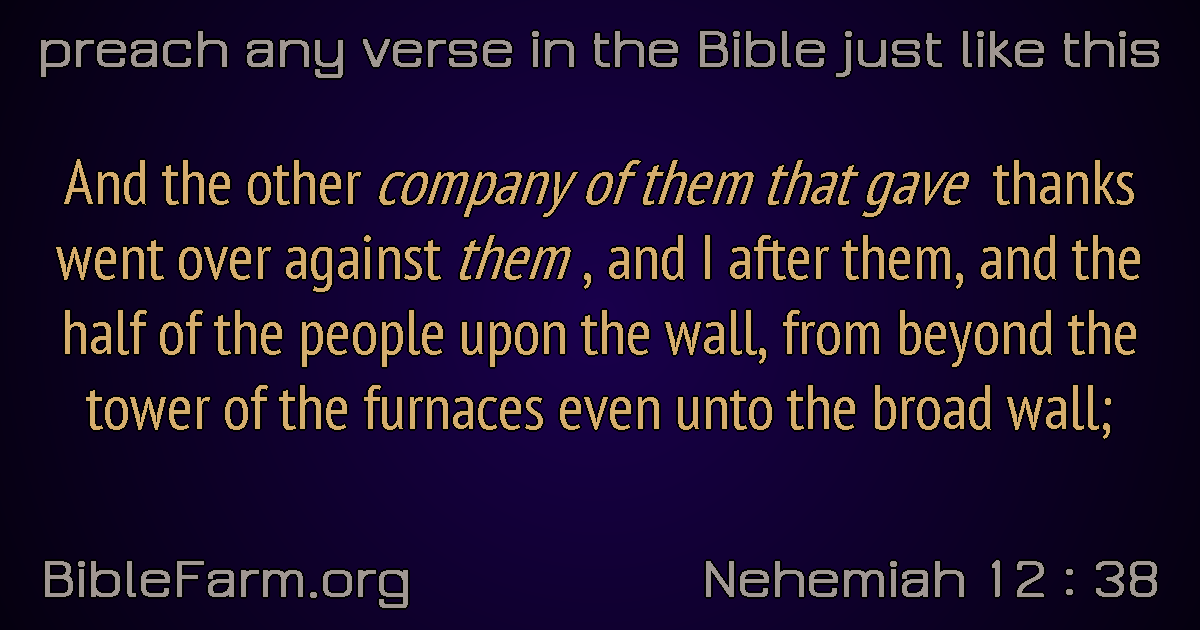 preach any verse in the Bible just like this
And the other company of them that gave thanks
went over against them , and I after them, and the
half of the people upon the wall, from beyond the
tower of the furnaces even unto the broad wall;
BibleFarm.org
Nehemiah 12 : 38